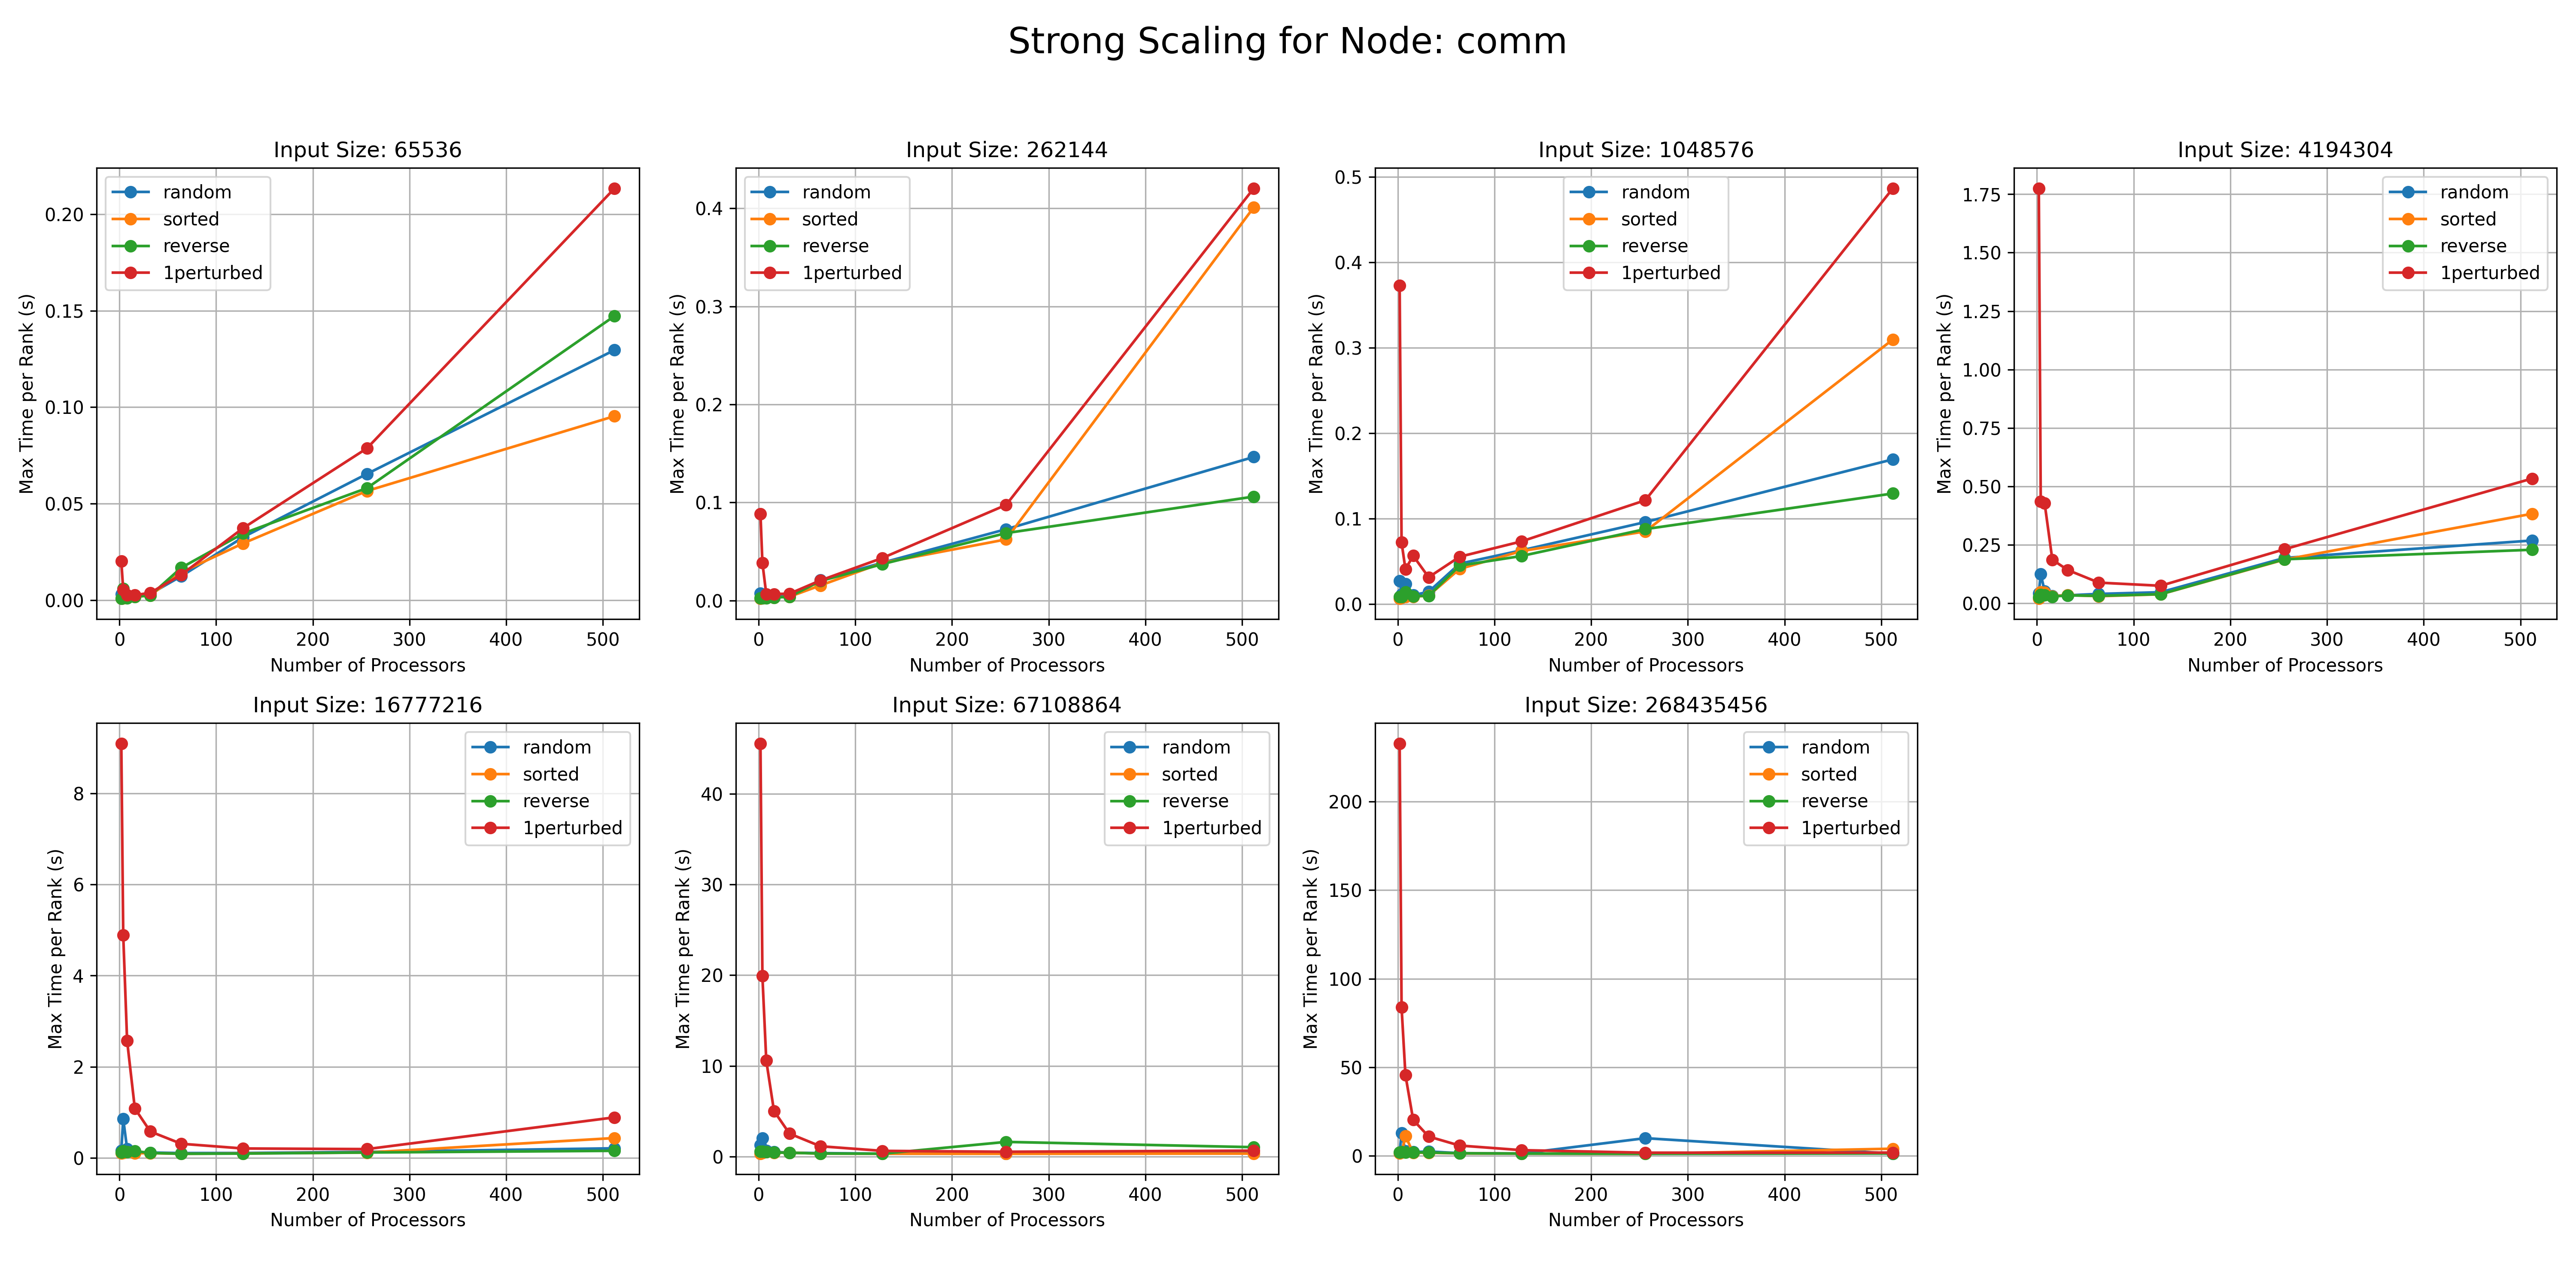 Strong Scaling for Node: comm
Input Size: 65536
random
sorted
reverse
1perturbed
Max Time per Rank (s)
0.20
0.15
0.10
0.05
0.00
0 100 200 300 400 500
Number of Processors
Input Size: 262144
random
sorted
reverse
1perturbed
Max Time per Rank (s)
0.4
0.3
0.2
0.1
0.0
0 100 200 300 400 500
Number of Processors
Input Size: 1048576
random
sorted
reverse
1perturbed
Max Time per Rank (s)
0.5
0.4
0.3
0.2
0.1
0.0
0 100 200 300 400 500
Number of Processors
Input Size: 4194304
random
sorted
reverse
1perturbed
Max Time per Rank (s)
1.75
1.50
1.25
1.00
0.75
0.50
0.25
0.00
0 100 200 300 400 500
Number of Processors
Input Size: 16777216
random
sorted
reverse
1perturbed
Max Time per Rank (s)
8
6
4
2
0
0 100 200 300 400 500
Number of Processors
Input Size: 67108864
random
sorted
reverse
1perturbed
Max Time per Rank (s)
40
30
20
10
0
0 100 200 300 400 500
Number of Processors
Input Size: 268435456
random
sorted
reverse
1perturbed
Max Time per Rank (s)
200
150
100
50
0
0 100 200 300 400 500
Number of Processors